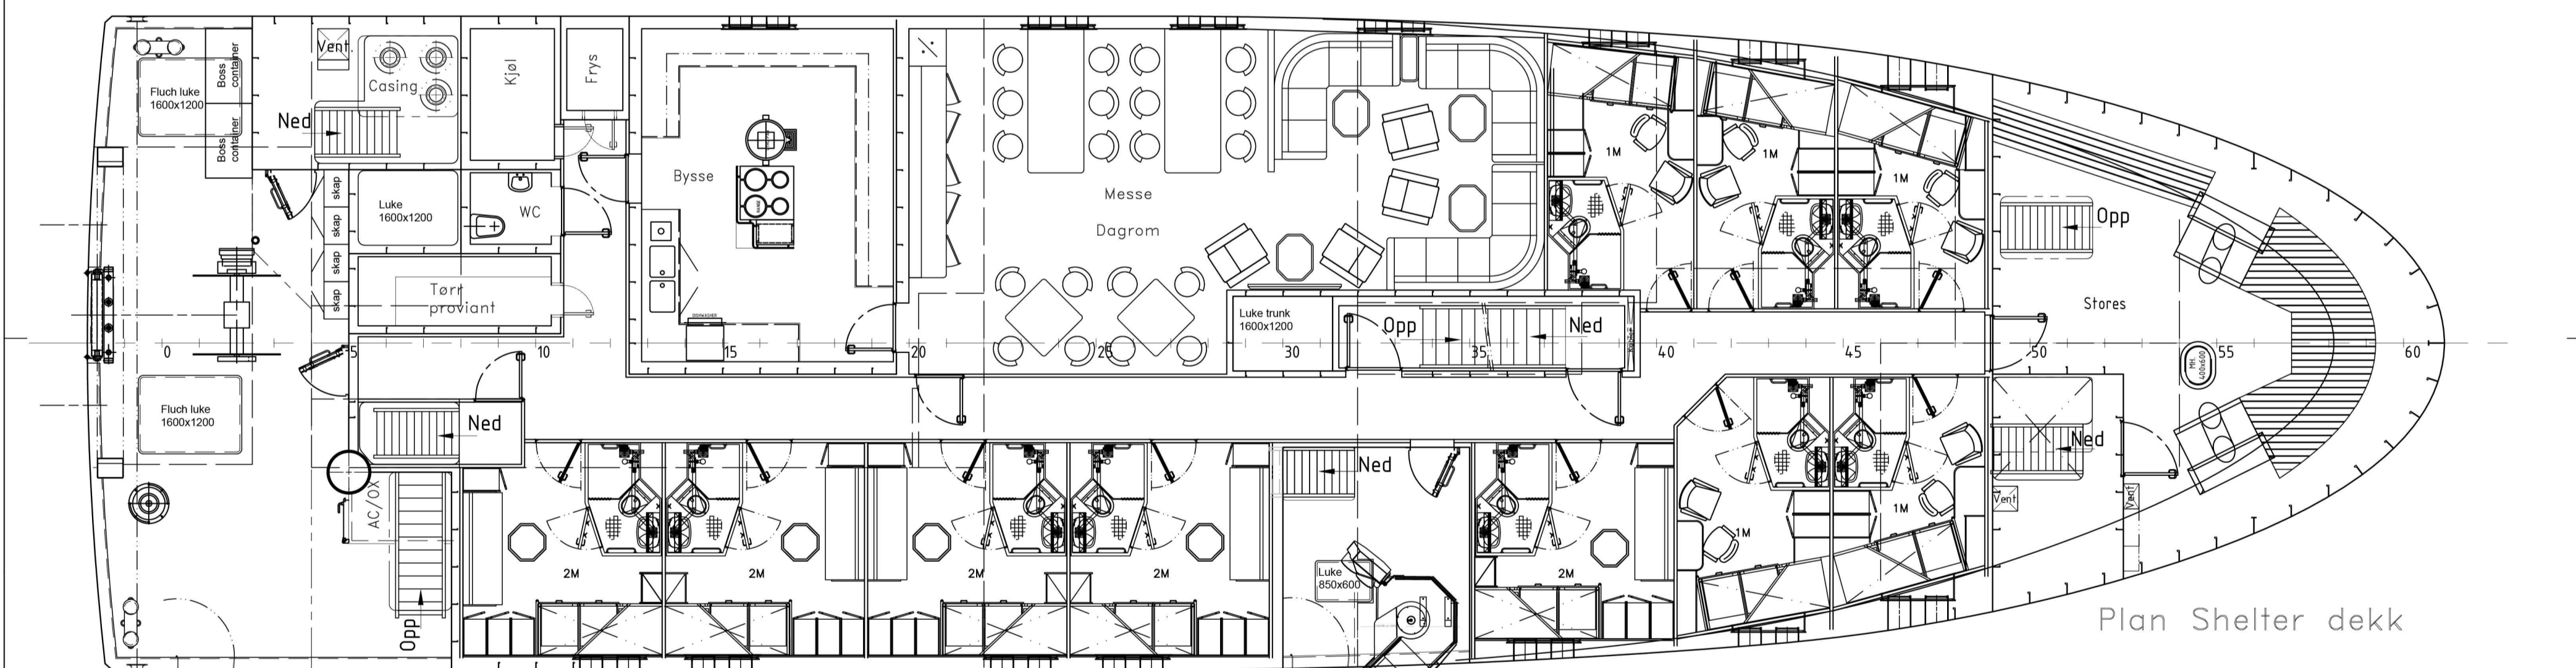 Boss
container
Boss
container
Fluch luke
1600x1200
Vent.
Casing
Ned
Kjøl
Frys
Bysse
Messe
Dagrom
1M
1M
1M
Opp
Stores
skap
skap
skap
skap
Luke
1600x1200
WC
Tørr
proviant
DISHWASHER
Luke trunk
1600x1200
Opp
Ned
0
5
10
15
20
25
30
35
40
45
50
55
60
MH.
400x600
Fluch luke
1600x1200
Ned
AC/OX
Opp
2M
2M
2M
2M
Ned
Luke
850x600
2M
1M
1M
Ned
Vent.
Vent
Plan Shelter dekk